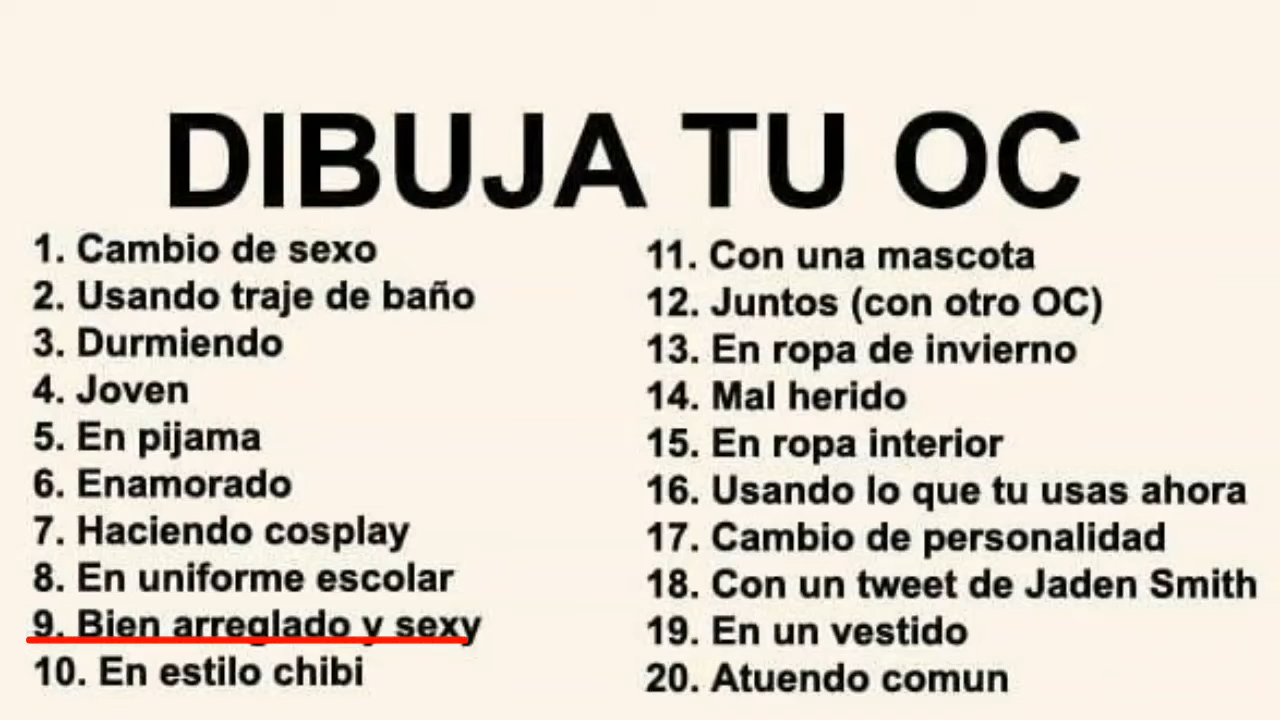 DIBUJA TU OC
1. Cambio de sexo
2. Usando traje de baño
3. Durmiendo
4. Joven
5. En pijama
6. Enamorado
7. Haciendo cosplay
8. En uniforme escolar
9. Bien arreglado y sexy
10. En estilo chibi
11. Con una mascota
12. Juntos (con otro OC)
13. En ropa de invierno
14. Mal herido
15. En ropa interior
16. Usando lo que tu usas ahora
17. Cambio de personalidad
18. Con un tweet de Jaden Smith
19. En un vestido
20. Atuendo comun